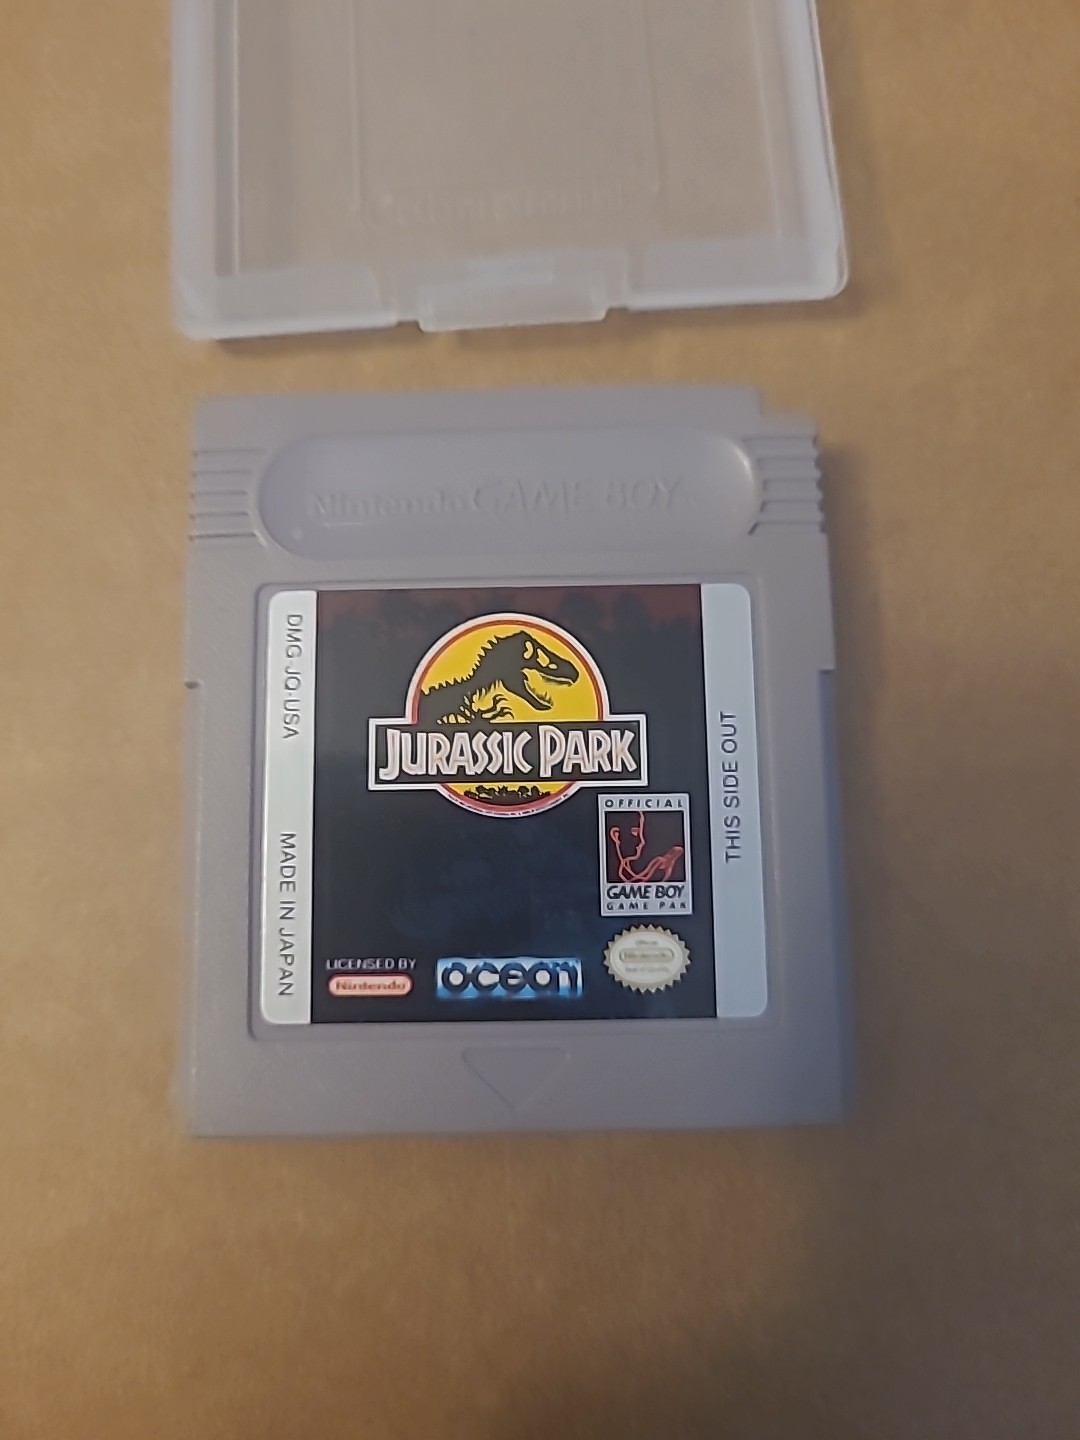 Nintendo GAME BOY
DMG-JQ-USA
MADE IN JAPAN
JURASSIC PARK
OFFICIAL
GAME BOY
GAME PAK
THIS SIDE OUT
LICENSED BY
Nintendo
ocean
Nintendo